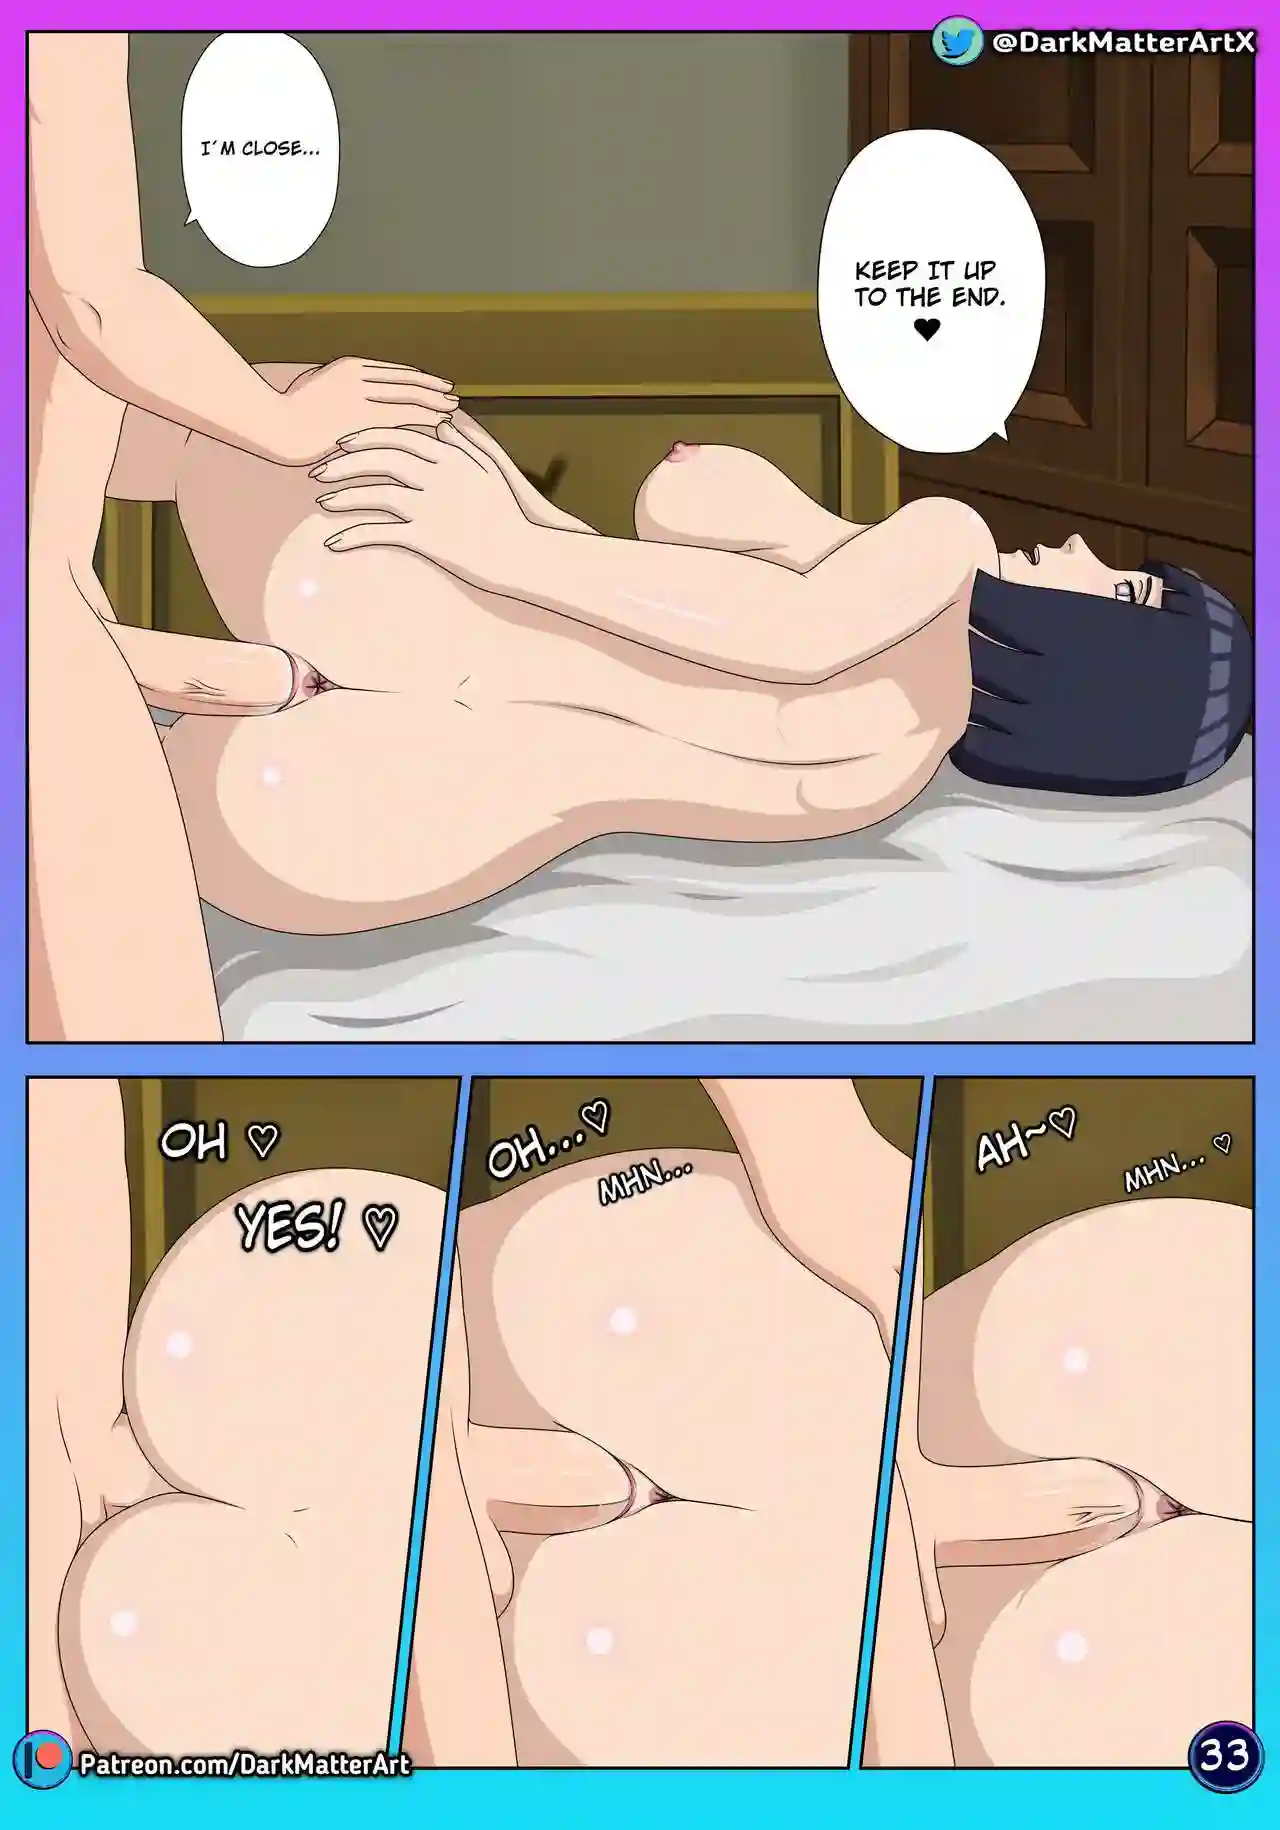 @DarkMatterArtX
I'M CLOSE...
KEEP IT UP
TO THE END.
♥
OH ♡
YES! ♡
OH...♡
MHN...
AH~♡
MHN... ♡
Patreon.com/DarkMatterArt
33